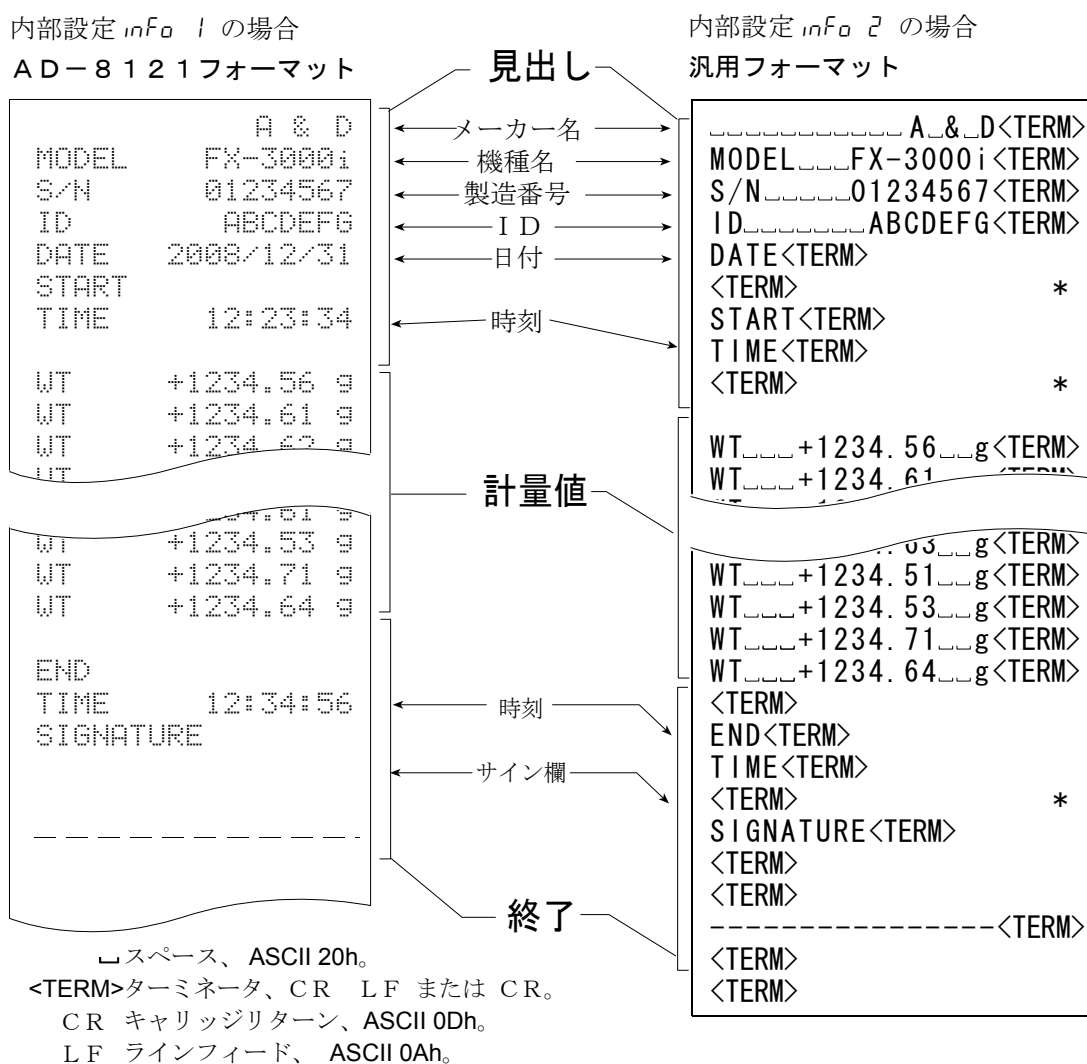 内部設定 info 1 の場合
AD-8121フォーマット
A & D
MODEL FX-3000i
S/N 01234567
ID ABCDEFG
DATE 2008/12/31
START
TIME 12:23:34
WT +1234.56 g
WT +1234.61 g
WT +1234.62 g
WT
WT +1234.53 g
WT +1234.71 g
WT +1234.64 g
END
TIME 12:34:56
SIGNATURE
見出し
メーカー名
機種名
製造番号
ID
日付
時刻
計量値
時刻
サイン欄
終了
内部設定 info 2 の場合
汎用フォーマット
␣␣␣␣␣␣␣␣␣␣␣A␣&␣D<TERM>
MODEL␣␣␣FX-3000i<TERM>
S/N␣␣␣␣␣01234567<TERM>
ID␣␣␣␣␣␣␣ABCDEFG<TERM>
DATE<TERM>
<TERM> *
START<TERM>
TIME<TERM>
<TERM> *
WT␣␣␣+1234.56␣␣g<TERM>
WT␣␣␣+1234.61 <TERM>
g<TERM>
WT␣␣␣+1234.51␣␣g<TERM>
WT␣␣␣+1234.53␣␣g<TERM>
WT␣␣␣+1234.71␣␣g<TERM>
WT␣␣␣+1234.64␣␣g<TERM>
<TERM>
END<TERM>
TIME<TERM>
<TERM> *
SIGNATURE<TERM>
<TERM>
<TERM>
----------------<TERM>
<TERM>
<TERM>
␣スペース、ASCII 20h。
<TERM>ターミネータ、CR LF または CR。
CR キャリッジリターン、ASCII 0Dh。
LF ラインフィード、 ASCII 0Ah。